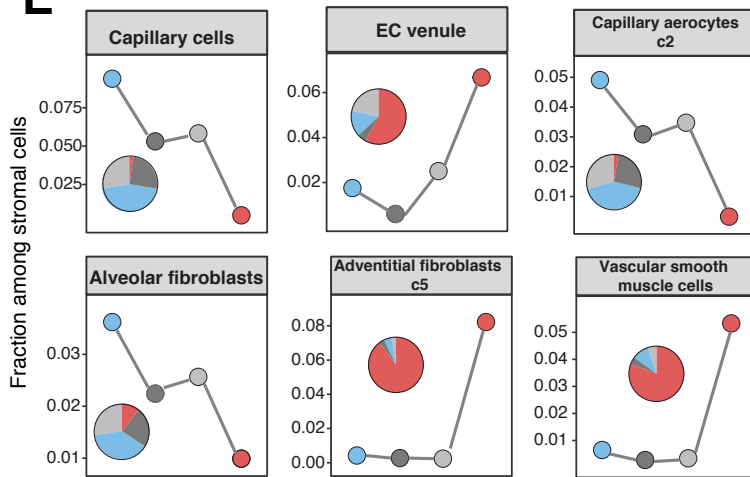 E
Capillary cells
EC venule
Capillary aerocytes
c2
0.075
0.050
0.025
0.06
0.04
0.02
0.05
0.04
0.03
0.02
0.01
Fraction among stromal cells
Alveolar fibroblasts
Adventitial fibroblasts
c5
Vascular smooth
muscle cells
0.03
0.02
0.01
0.08
0.06
0.04
0.02
0.00
0.05
0.04
0.03
0.02
0.01